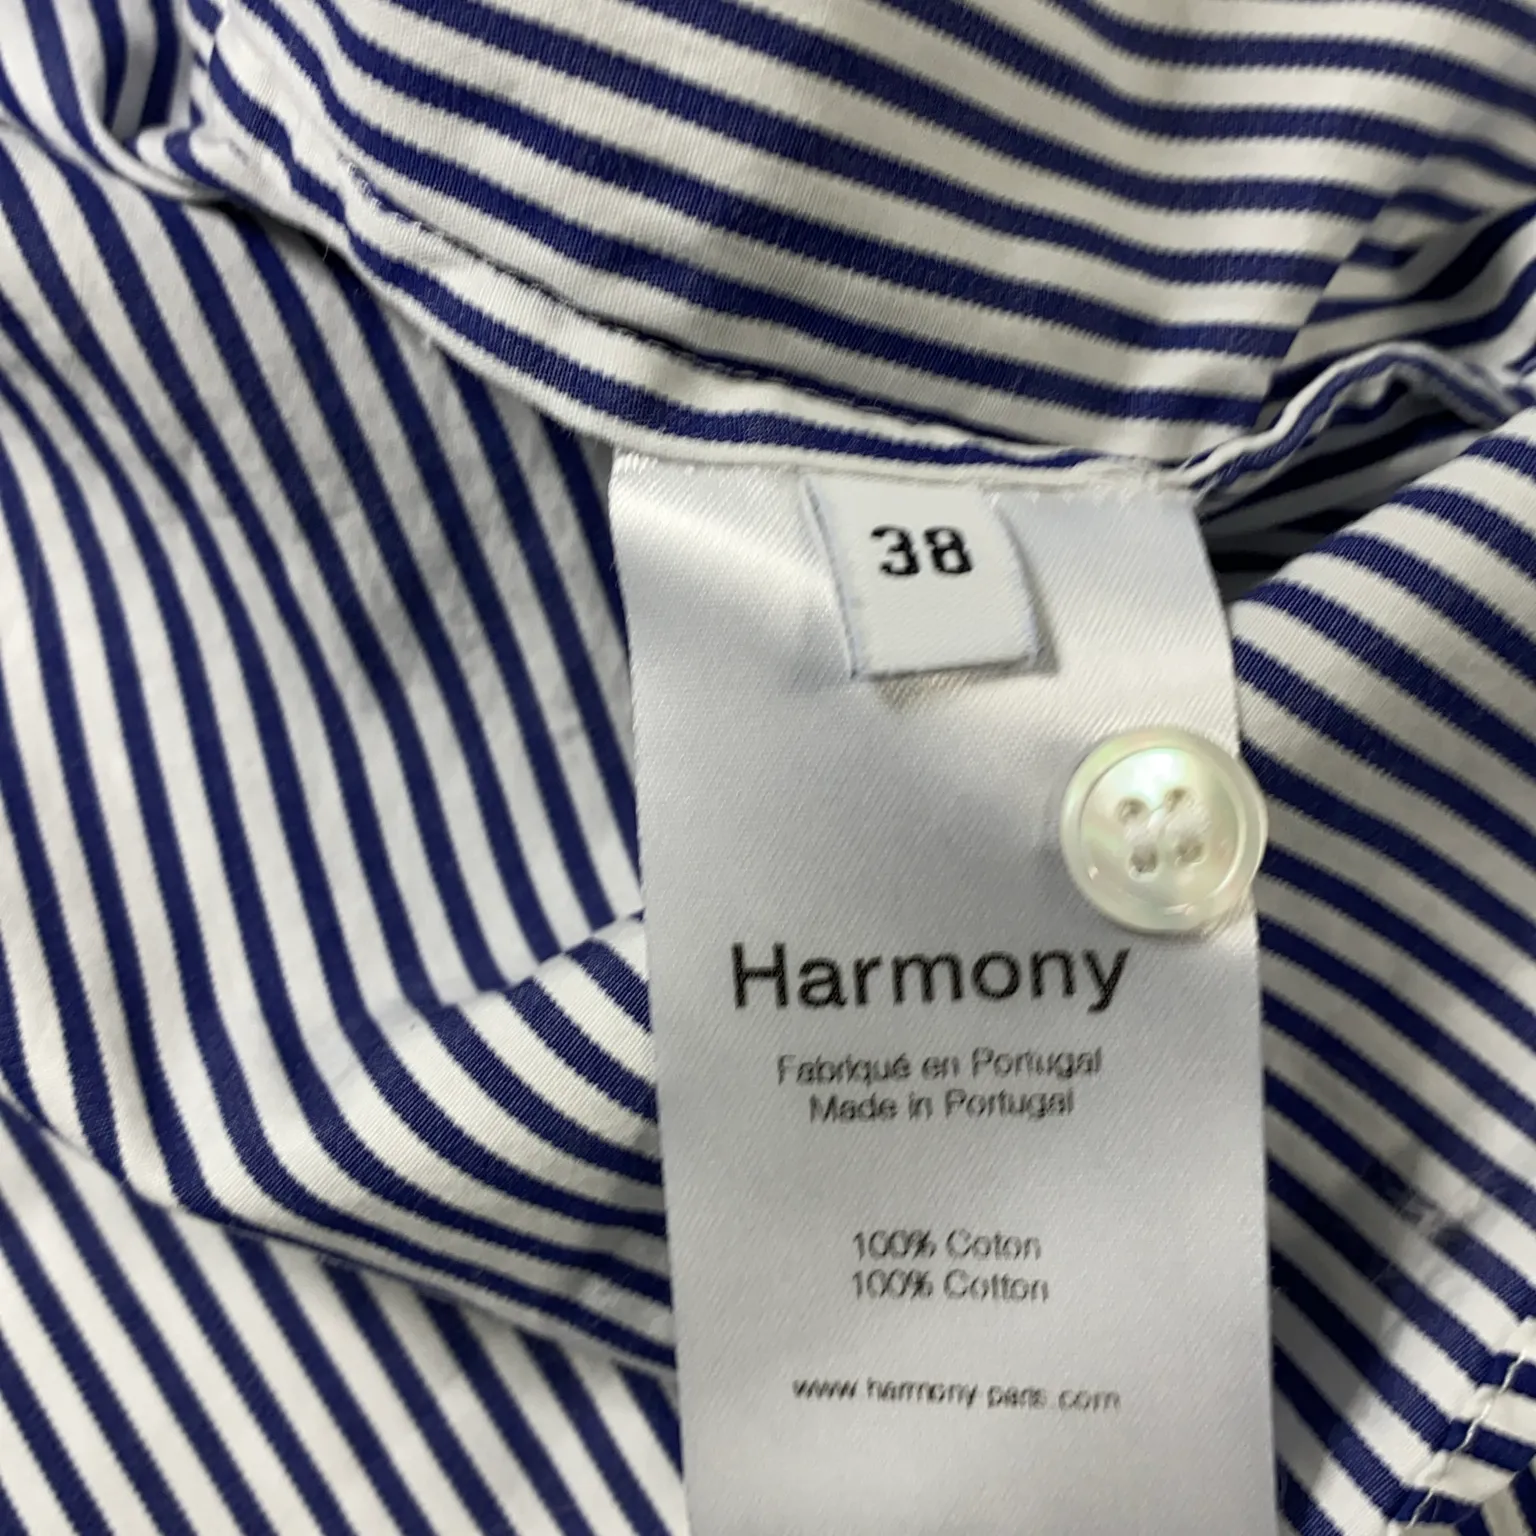 38
Harmony
Fabriqué en Portugal
Made in Portugal
100% Coton
100% Cotton
www.harmony-paris.com